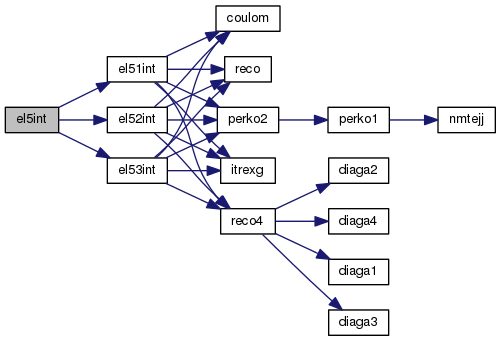 coulom
el51int
reco
el5int
el52int
perko2
perko1
nmtejj
el53int
itrexg
diaga2
reco4
diaga4
diaga1
diaga3